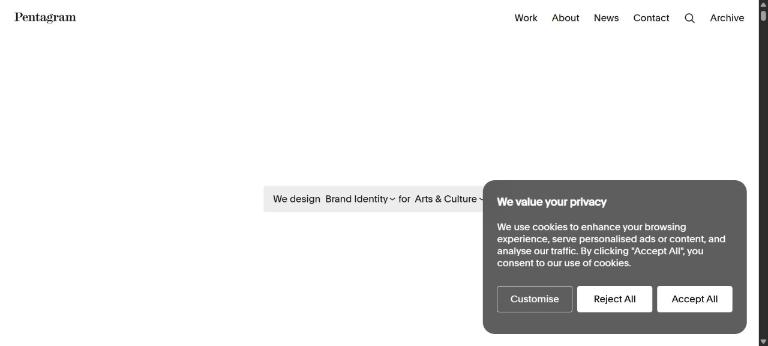 Pentagram
Work About News Contact Archive
We design Brand Identity for Arts & Culture
We value your privacy
We use cookies to enhance your browsing
experience, serve personalised ads or content, and
analyse our traffic. By clicking "Accept All", you
consent to our use of cookies.
Customise Reject All Accept All